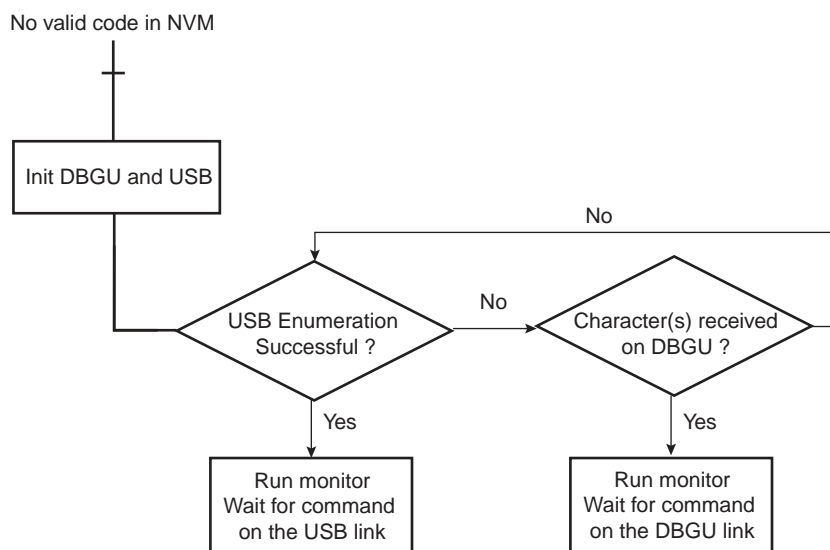 No valid code in NVM
Init DBGU and USB
No
USB Enumeration
Successful ?
No
Character(s) received
on DBGU ?
Yes
Yes
Run monitor
Wait for command
on the USB link
Run monitor
Wait for command
on the DBGU link